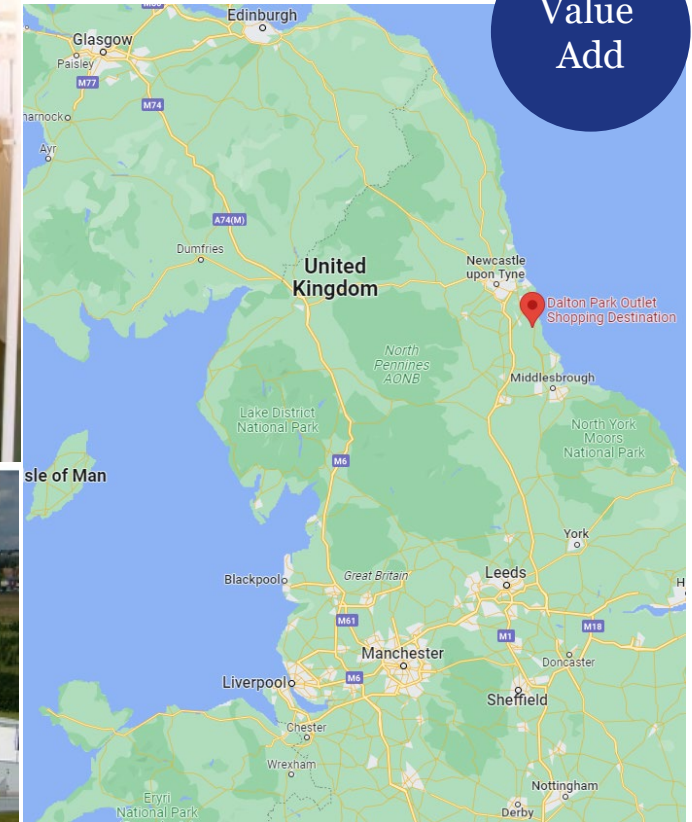 Value
Add
Edinburgh
Glasgow
Paisley
M77
M74
Ayr
A74(M)
Dumfries
United
Kingdom
Newcastle
upon Tyne
Dalton Park Outlet
Shopping Destination
North
Pennines
AONB
Middlesbrough
Lake District
National Park
North York
Moors
National Park
M6
sle of Man
York
Blackpool
Great Britain
Leeds
H
M61
M1
M18
Manchester
Doncaster
Liverpool
M6
Sheffield
Chester
Wrexham
Nottingham
Eryri
National Park
Derby